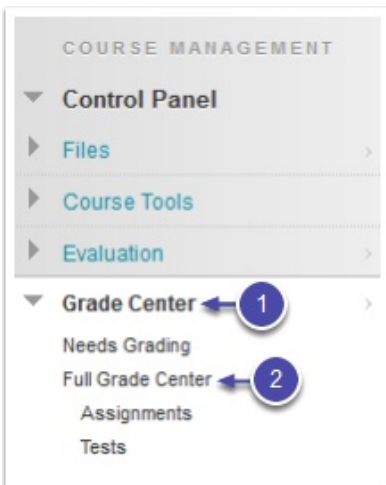 COURSE MANAGEMENT
Control Panel
Files
Course Tools
Evaluation
Grade Center 1
Needs Grading
Full Grade Center 2
Assignments
Tests